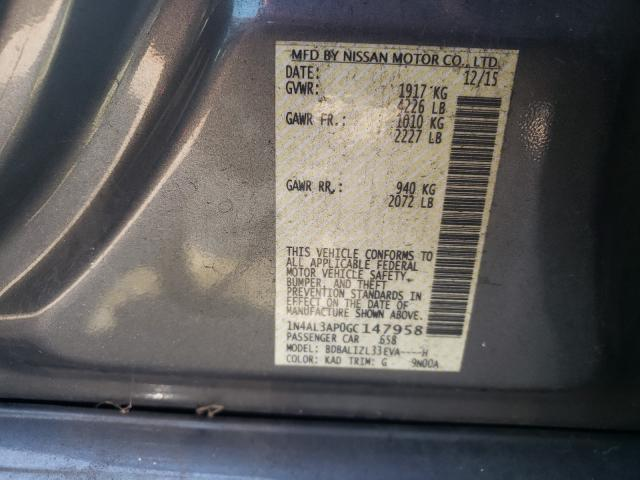 MFD BY NISSAN MOTOR CO., LTD.
DATE: 12/15
GVWR: 1917 KG
4226 LB
GAWR FR.: 1010 KG
2227 LB
GAWR RR.: 940 KG
2072 LB
THIS VEHICLE CONFORMS TO
ALL APPLICABLE FEDERAL
MOTOR VEHICLE SAFETY,
BUMPER, AND THEFT
PREVENTION STANDARDS IN
EFFECT ON THE DATE OF
MANUFACTURE SHOWN ABOVE.
1N4AL3AP0GC147958
PASSENGER CAR 658
MODEL: BDBALIZL33EVA----H
COLOR: KAD TRIM: G 9N00A